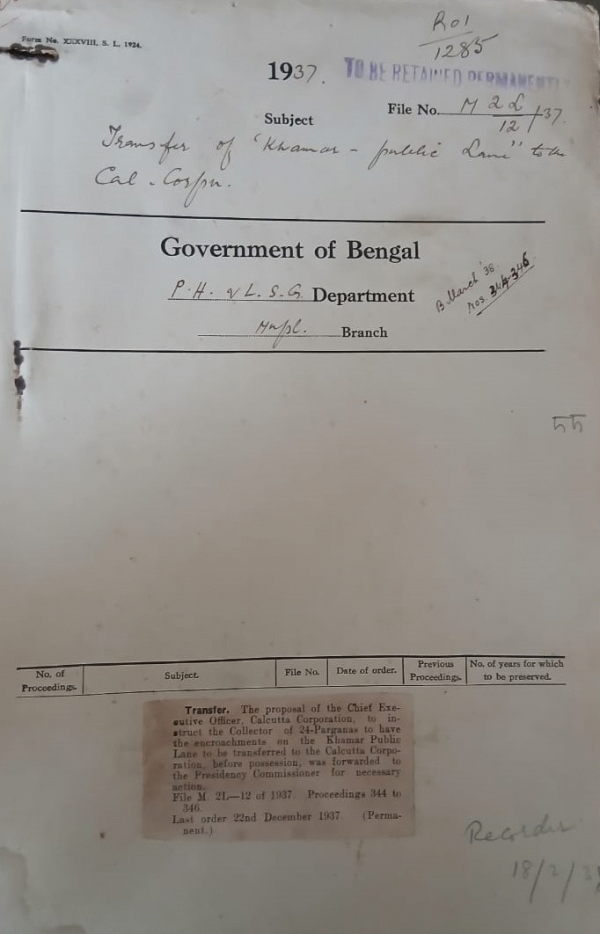 Form No. XXXVIII, S. L. 1924.
R01
1285
1937.
TO BE RETAINED PERMANENTLY
Subject
File No. M 2L
12 /37.
Transfer of "Khamar - public Lane" to the
Cal. Corpn.
Government of Bengal
P.H. & L.S.G. Department
Branch
B. March '38
Nos. 344-346
55
No. of
Proceedings.
Subject.
File No.
Date of order.
Previous
Proceedings.
No. of years for which
to be preserved.
Transfer. The proposal of the Chief Exe-
cutive Officer, Calcutta Corporation, to in-
struct the Collector of 24-Parganas to have
the encroachments on the Khamar Public
Lane to be transferred to the Calcutta Corpo-
ration, before possession, was forwarded to
the Presidency Commissioner for necessary
action.
File M. 2L—12 of 1937. Proceedings 344 to
346.
Last order 22nd December 1937. (Perma-
nent.)
Recorder